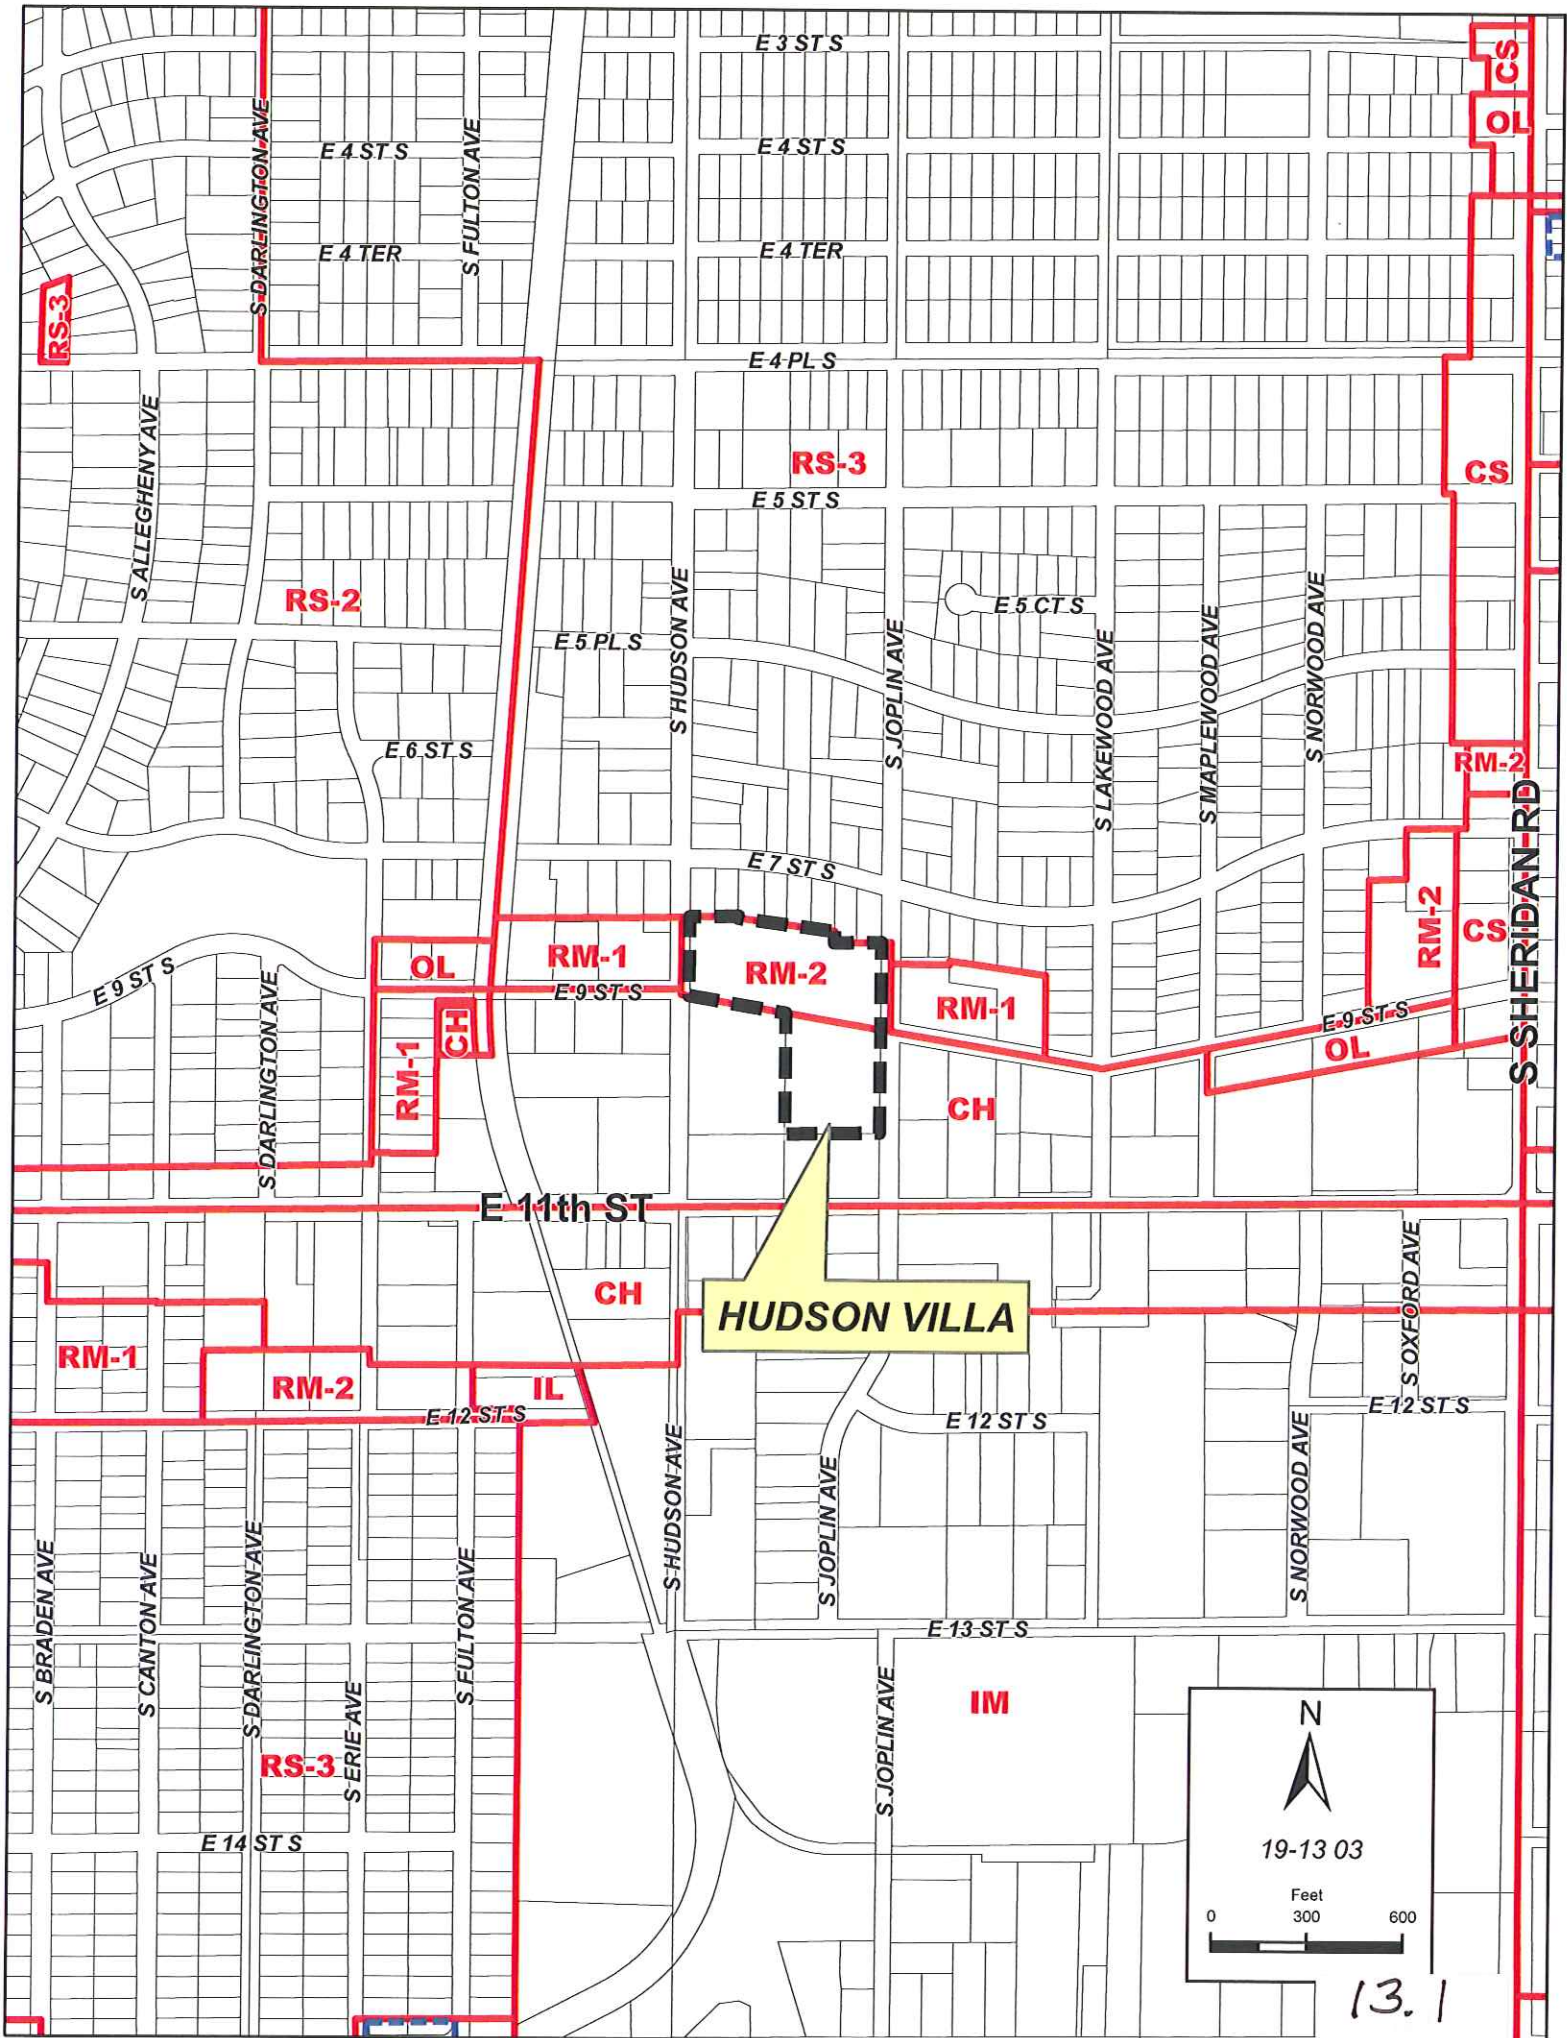 E 3 ST S
CS
OL
S DARLINGTON AVE
E 4 ST S
S FULTON AVE
E 4 ST S
E 4 TER
E 4 TER
RS-3
E 4 PL S
S ALLEGHENY AVE
RS-3
CS
E 5 ST S
RS-2
E 5 CT S
E 5 PL S
S HUDSON AVE
S JOPLIN AVE
S LAKEWOOD AVE
S MAPLEWOOD AVE
S NORWOOD AVE
E 6 ST S
RM-2
S SHERIDAN RD
E 7 ST S
RM-2
CS
OL
RM-1
RM-2
E 9 ST S
E 9 ST S
RM-1
E 9 ST S
CH
OL
RM-1
S DARLINGTON AVE
CH
E 11th ST
CH
HUDSON VILLA
S OXFORD AVE
RM-1
RM-2
IL
E 12 ST S
E 12 ST S
E 12 ST S
S HUDSON AVE
S JOPLIN AVE
S NORWOOD AVE
S BRADEN AVE
S CANTON AVE
S DARLINGTON AVE
S FULTON AVE
E 13 ST S
S ERIE AVE
S JOPLIN AVE
IM
RS-3
E 14 ST S
N
19-13 03
Feet
0 300 600
13.1